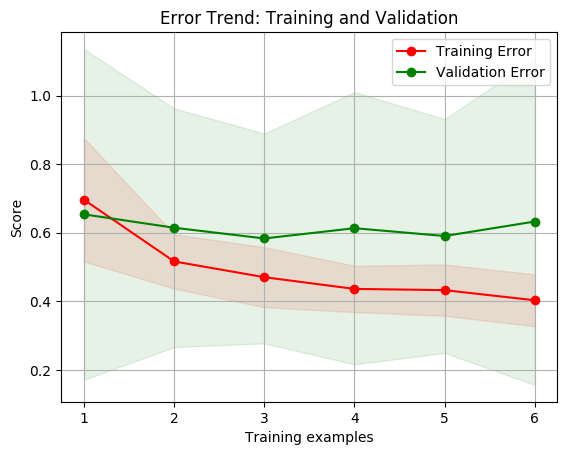 Error Trend: Training and Validation
Training Error
Validation Error
1.0
0.8
0.6
0.4
0.2
Score
1 2 3 4 5 6
Training examples